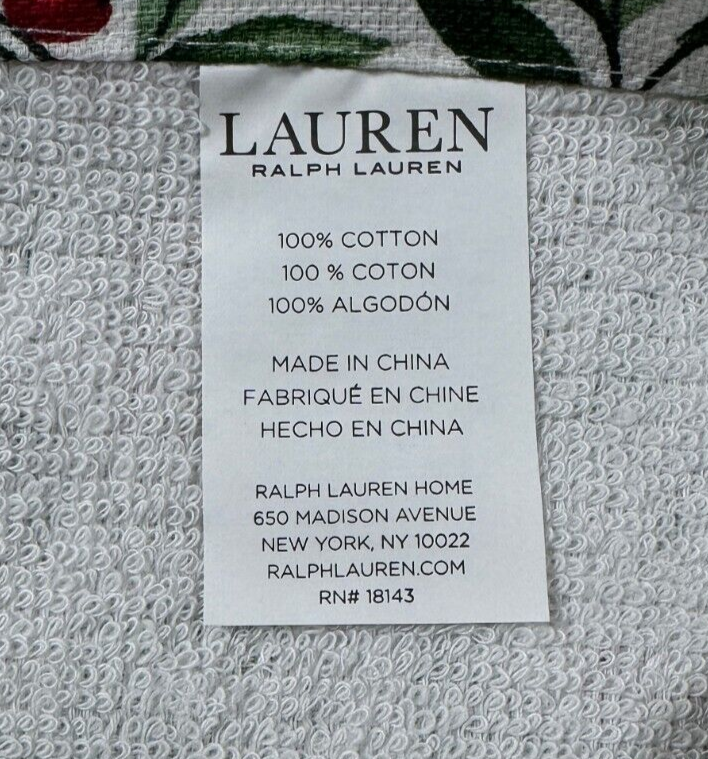 LAUREN
RALPH LAUREN
100% COTTON
100 % COTON
100% ALGODÓN
MADE IN CHINA
FABRIQUÉ EN CHINE
HECHO EN CHINA
RALPH LAUREN HOME
650 MADISON AVENUE
NEW YORK, NY 10022
RALPHLAUREN.COM
RN# 18143